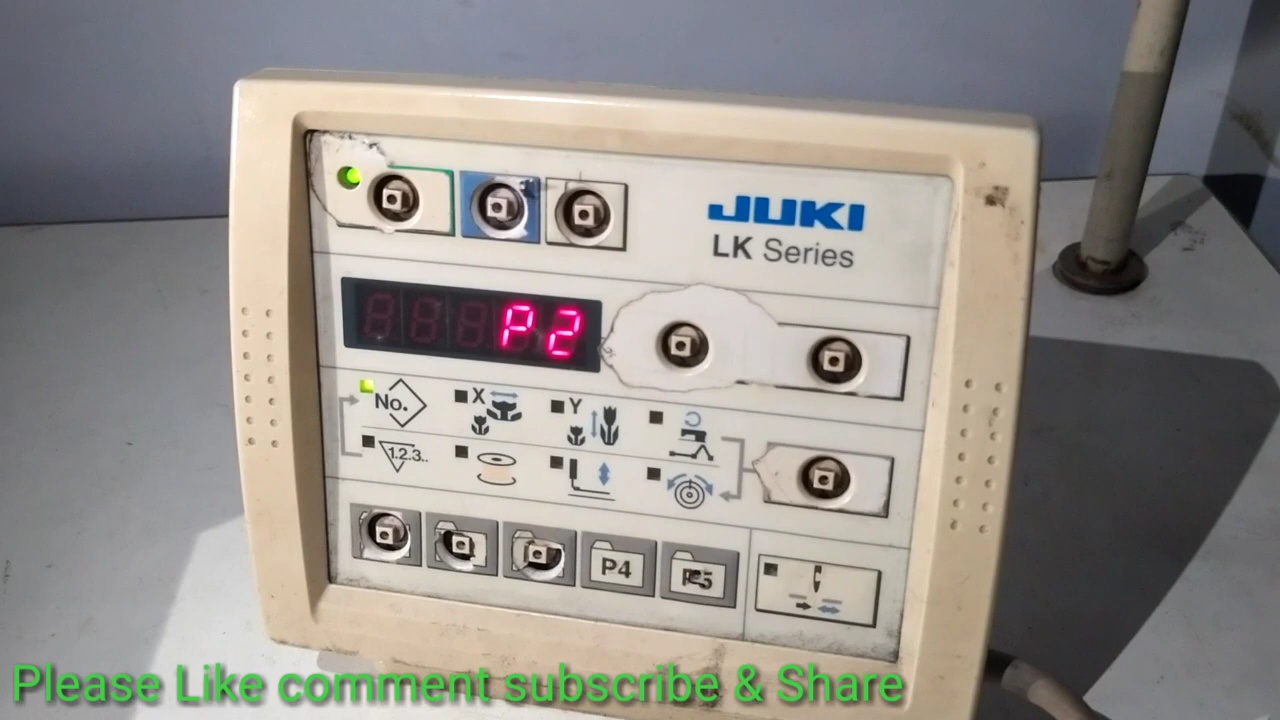 JUKI
LK Series
P2
No.
X
Y
1.2.3..
P4
P5
Please Like comment subscribe & Share